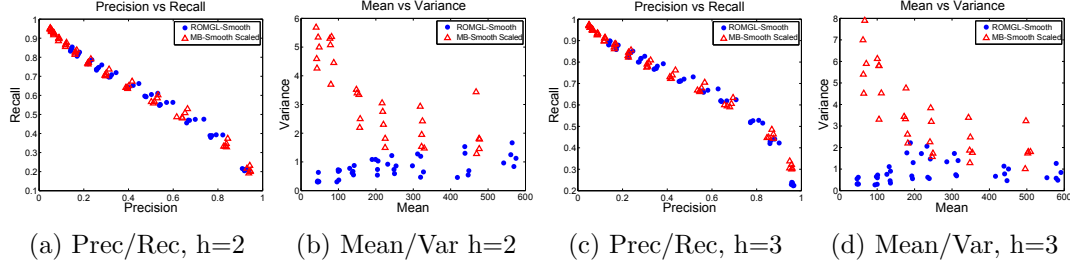 Precision vs Recall
1
0.9
0.8
0.7
0.6
0.5
0.4
0.3
0.2
0.1
0 0.2 0.4 0.6 0.8 1
Recall
Precision
ROMGL-Smooth
MB-Smooth Scaled
(a) Prec/Rec, h=2
Mean vs Variance
6
5
4
3
2
1
0
0 100 200 300 400 500 600
Variance
Mean
ROMGL-Smooth
MB-Smooth Scaled
(b) Mean/Var h=2
Precision vs Recall
1
0.9
0.8
0.7
0.6
0.5
0.4
0.3
0.2
0 0.2 0.4 0.6 0.8 1
Recall
Precision
ROMGL-Smooth
MB-Smooth Scaled
(c) Prec/Rec, h=3
Mean vs Variance
8
7
6
5
4
3
2
1
0
0 100 200 300 400 500 600
Variance
Mean
ROMGL-Smooth
MB-Smooth Scaled
(d) Mean/Var, h=3